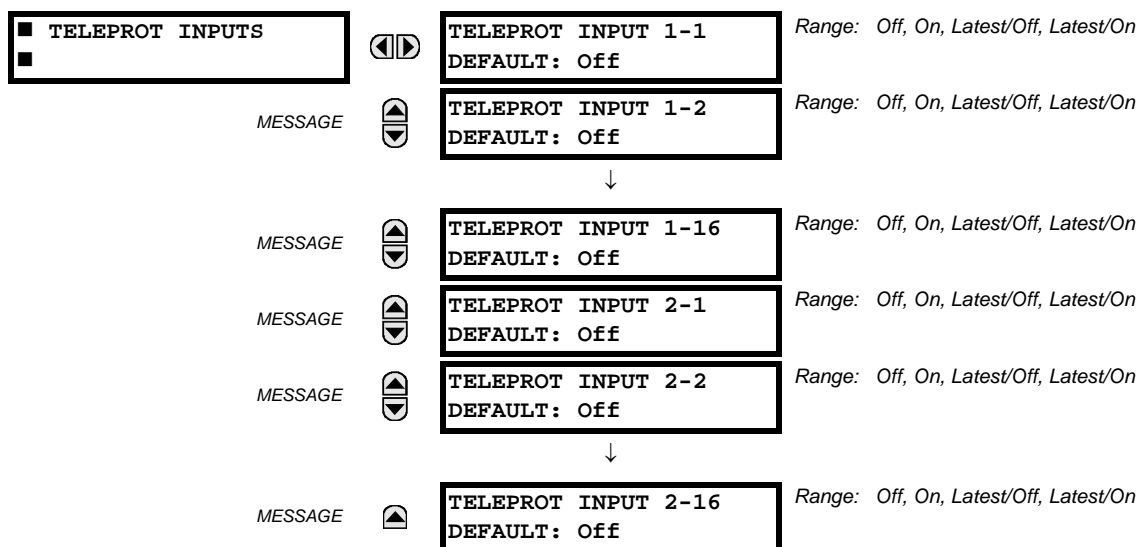 ■ TELEPROT INPUTS
■
TELEPROT INPUT 1-1
DEFAULT: Off
Range: Off, On, Latest/Off, Latest/On
MESSAGE
TELEPROT INPUT 1-2
DEFAULT: Off
Range: Off, On, Latest/Off, Latest/On
↓
MESSAGE
TELEPROT INPUT 1-16
DEFAULT: Off
Range: Off, On, Latest/Off, Latest/On
MESSAGE
TELEPROT INPUT 2-1
DEFAULT: Off
Range: Off, On, Latest/Off, Latest/On
MESSAGE
TELEPROT INPUT 2-2
DEFAULT: Off
Range: Off, On, Latest/Off, Latest/On
↓
MESSAGE
TELEPROT INPUT 2-16
DEFAULT: Off
Range: Off, On, Latest/Off, Latest/On